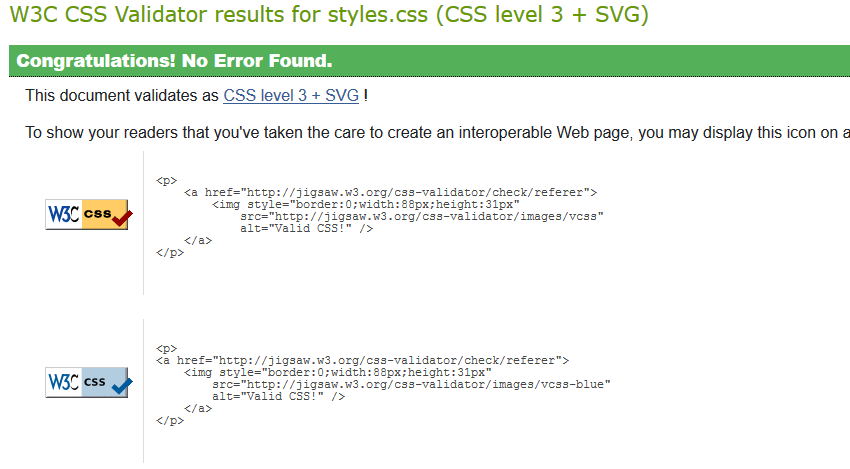 W3C CSS Validator results for styles.css (CSS level 3 + SVG)
Congratulations! No Error Found.
This document validates as CSS level 3 + SVG !
To show your readers that you've taken the care to create an interoperable Web page, you may display this icon on a
W3C css
<p>
<a href="http://jigsaw.w3.org/css-validator/check/referer">
<img style="border:0;width:88px;height:31px"
src="http://jigsaw.w3.org/css-validator/images/vcss"
alt="Valid CSS!" />
</a>
</p>
W3C css
<p>
<a href="http://jigsaw.w3.org/css-validator/check/referer">
<img style="border:0;width:88px;height:31px"
src="http://jigsaw.w3.org/css-validator/images/vcss-blue"
alt="Valid CSS!" />
</a>
</p>